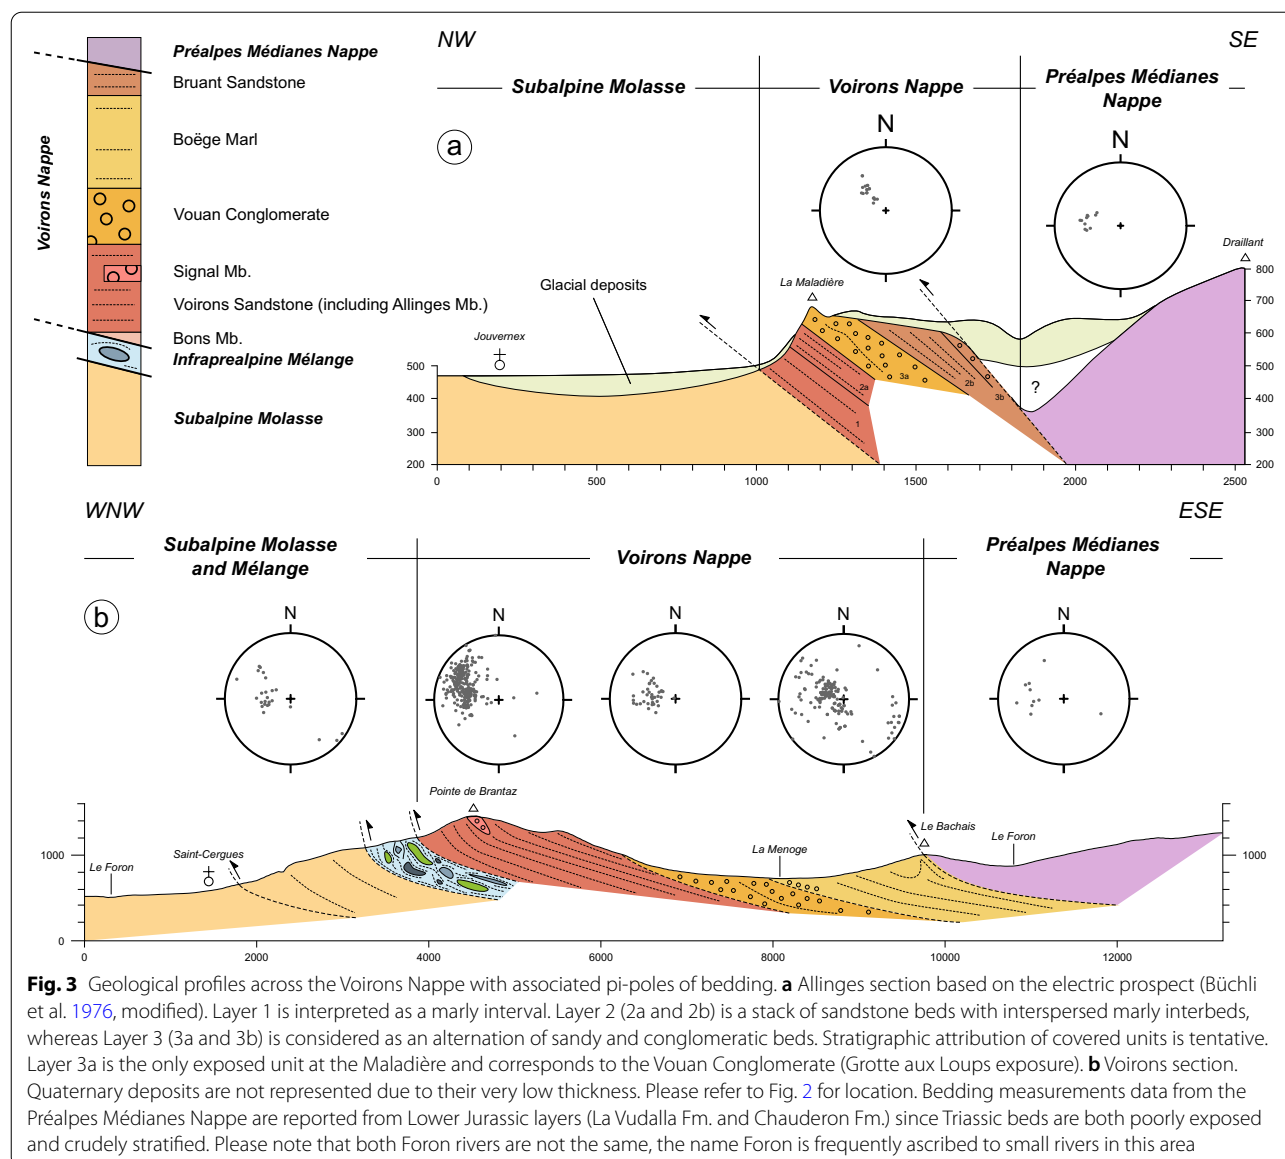 Préalpes Médianes Nappe
Bruant Sandstone
Boëge Marl
Vouan Conglomerate
Signal Mb.
Voirons Sandstone (including Allinges Mb.)
Bons Mb.
Infraprealpine Mélange
Subalpine Molasse
Voirons Nappe
NW
SE
Subalpine Molasse
Voirons Nappe
Préalpes Médianes
Nappe
a
N
N
Draillant
La Maladière
Glacial deposits
Jouvernex
800
700
600
500
400
300
200
500
400
300
200
2a
3a
2b
3b
1
?
0
500
1000
1500
2000
2500
WNW
ESE
Subalpine Molasse
and Mélange
Voirons Nappe
Préalpes Médianes
Nappe
b
N
N
N
N
N
Pointe de Brantaz
Le Bachais
Le Foron
Saint-Cergues
La Menoge
Le Foron
1000
0
1000
0
2000
4000
6000
8000
10000
12000
Fig. 3 Geological profiles across the Voirons Nappe with associated pi-poles of bedding. a Allinges section based on the electric prospect (Büchli
et al. 1976, modified). Layer 1 is interpreted as a marly interval. Layer 2 (2a and 2b) is a stack of sandstone beds with interspersed marly interbeds,
whereas Layer 3 (3a and 3b) is considered as an alternation of sandy and conglomeratic beds. Stratigraphic attribution of covered units is tentative.
Layer 3a is the only exposed unit at the Maladière and corresponds to the Vouan Conglomerate (Grotte aux Loups exposure). b Voirons section.
Quaternary deposits are not represented due to their very low thickness. Please refer to Fig. 2 for location. Bedding measurements data from the
Préalpes Médianes Nappe are reported from Lower Jurassic layers (La Vudalla Fm. and Chauderon Fm.) since Triassic beds are both poorly exposed
and crudely stratified. Please note that both Foron rivers are not the same, the name Foron is frequently ascribed to small rivers in this area